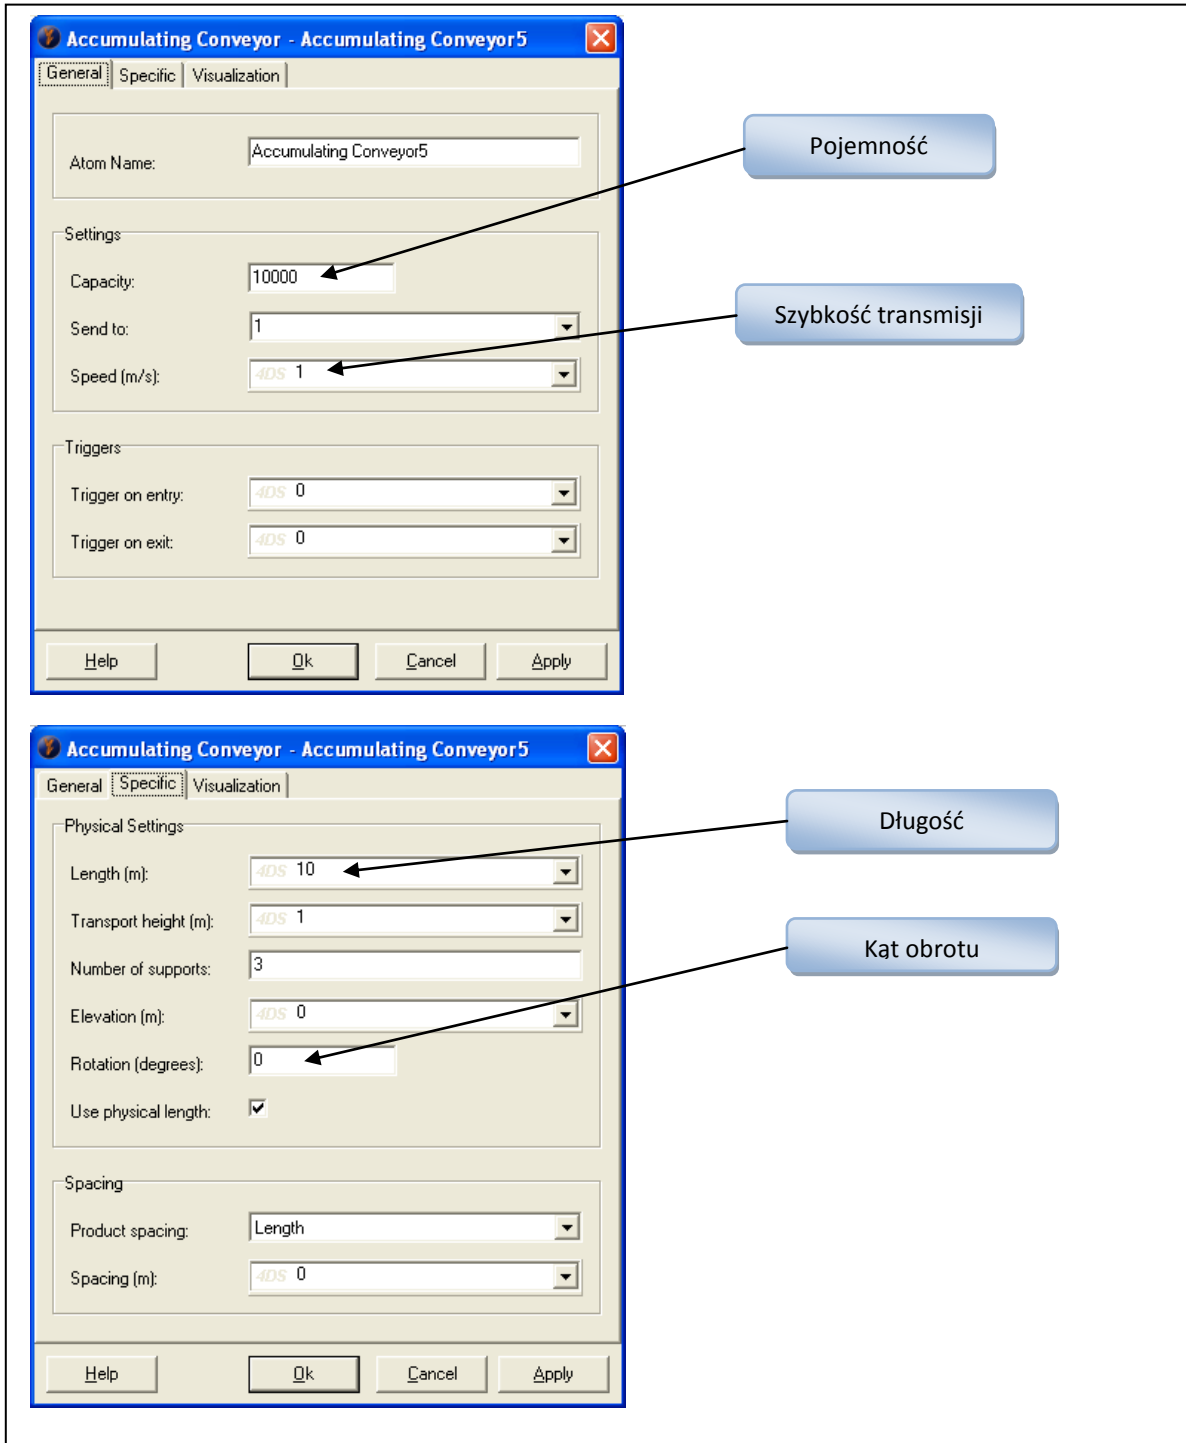 Accumulating Conveyor - Accumulating Conveyor5
General Specific Visualization
Atom Name: Accumulating Conveyor5
Pojemność
Settings
Capacity: 10000
Send to: 1
Szybkość transmisji
Speed (m/s): 4DS 1
Triggers
Trigger on entry: 4DS 0
Trigger on exit: 4DS 0
Help Ok Cancel Apply
Accumulating Conveyor - Accumulating Conveyor5
General Specific Visualization
Physical Settings
Długość
Length (m): 4DS 10
Transport height (m): 4DS 1
Kąt obrotu
Number of supports: 3
Elevation (m): 4DS 0
Rotation (degrees): 0
Use physical length:
Spacing
Product spacing: Length
Spacing (m): 4DS 0
Help Ok Cancel Apply